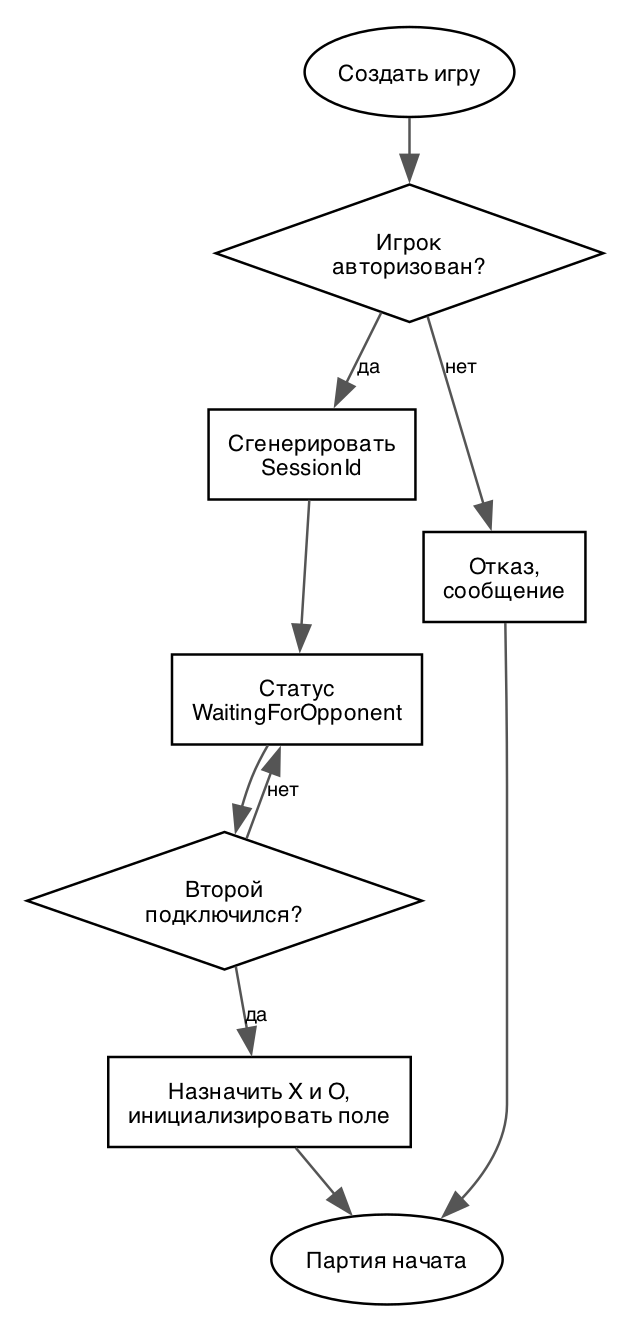 Создать игру
Игрок
авторизован?
да
нет
Сгенерировать
SessionId
Отказ,
сообщение
Статус
WaitingForOpponent
нет
Второй
подключился?
да
Назначить X и O,
инициализировать поле
Партия начата